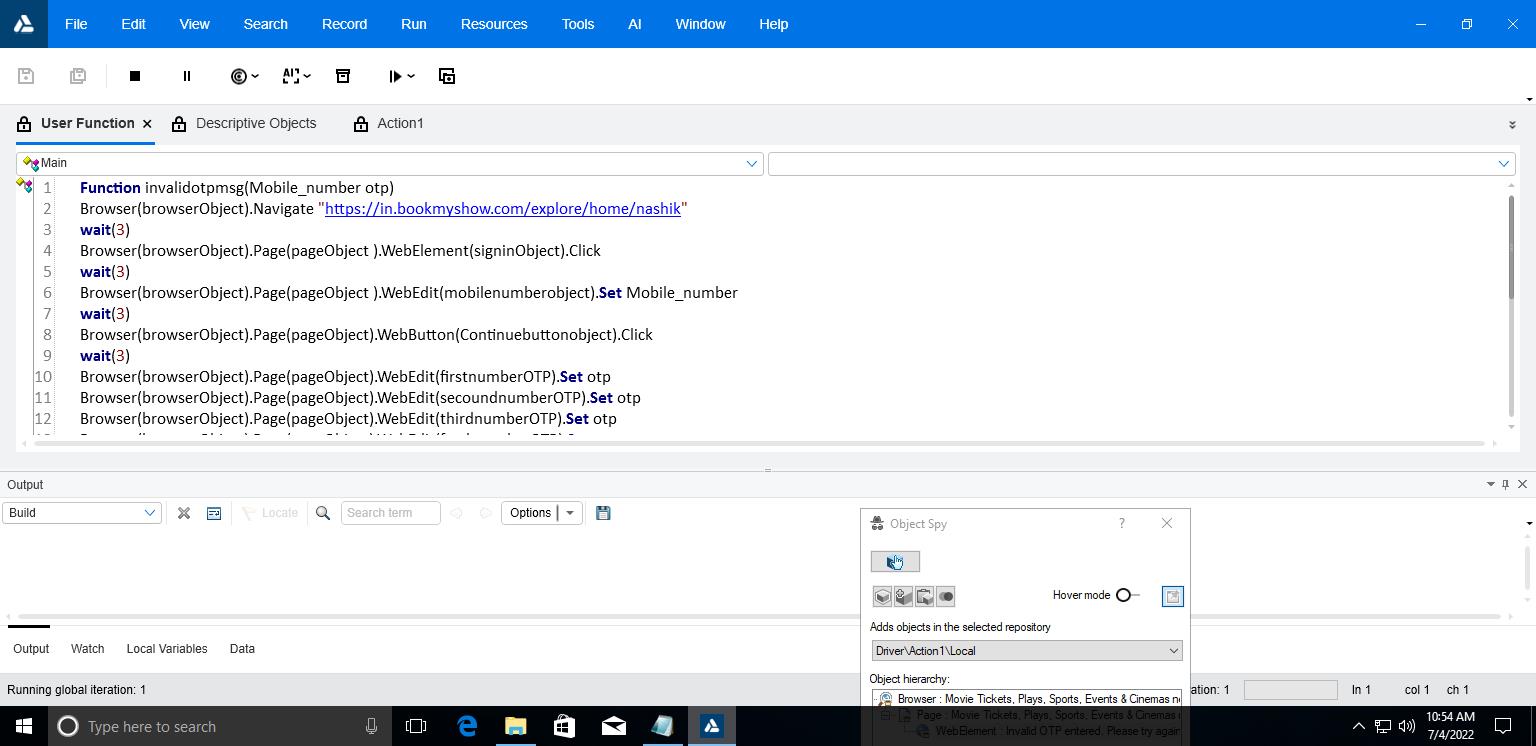 File Edit View Search Record Run Resources Tools AI Window Help
User Function Descriptive Objects Action1
Main
1 Function invalidotpmsg(Mobile_number otp)
2 Browser(browserObject).Navigate "https://in.bookmyshow.com/explore/home/nashik"
3 wait(3)
4 Browser(browserObject).Page(pageObject ).WebElement(signinObject).Click
5 wait(3)
6 Browser(browserObject).Page(pageObject ).WebEdit(mobilenumberobject).Set Mobile_number
7 wait(3)
8 Browser(browserObject).Page(pageObject).WebButton(Continuebuttonobject).Click
9 wait(3)
10 Browser(browserObject).Page(pageObject).WebEdit(firstnumberOTP).Set otp
11 Browser(browserObject).Page(pageObject).WebEdit(secoundnumberOTP).Set otp
12 Browser(browserObject).Page(pageObject).WebEdit(thirdnumberOTP).Set otp
Output
Build Locate Search term Options
Object Spy ?
Hover mode
Adds objects in the selected repository
Driver\Action1\Local
Object hierarchy:
Browser : Movie Tickets, Plays, Sports, Events & Cinemas
Page : Movie Tickets, Plays, Sports, Events & Cinemas
WebElement : Invalid OTP entered. Please try again
Output Watch Local Variables Data
Running global iteration: 1 ation: 1 ln 1 col 1 ch 1
Type here to search
10:54 AM
7/4/2022